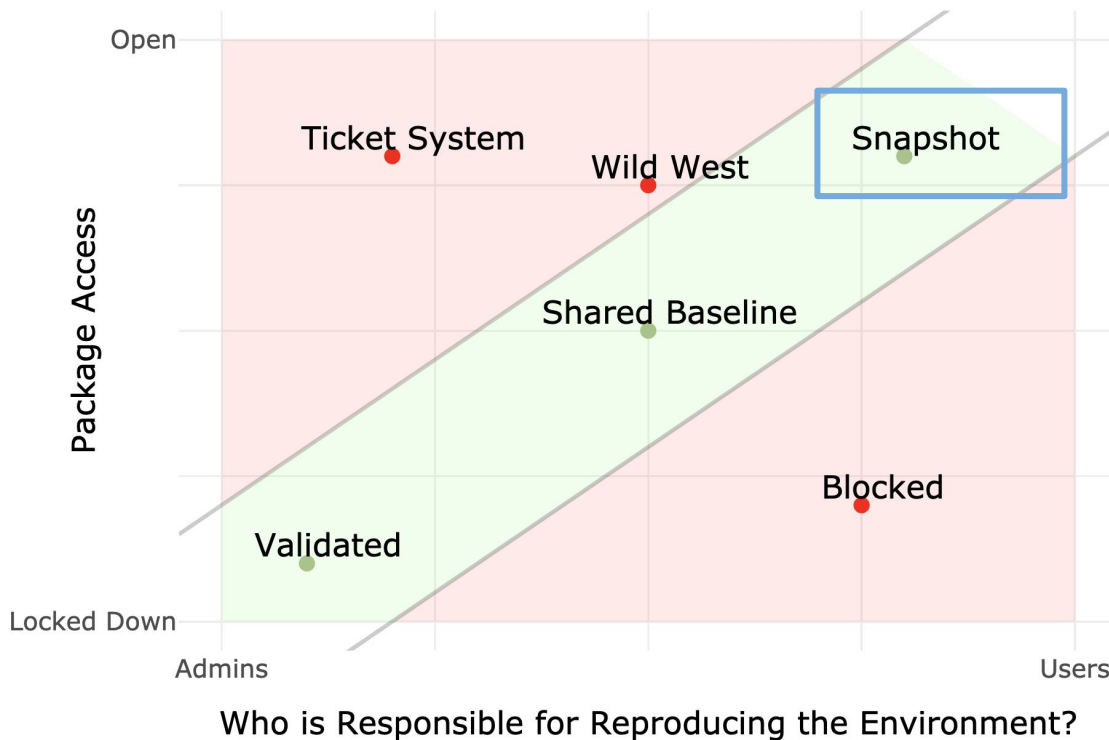 Open
Ticket System
Snapshot
Wild West
Package Access
Shared Baseline
Blocked
Validated
Locked Down
Admins
Users
Who is Responsible for Reproducing the Environment?